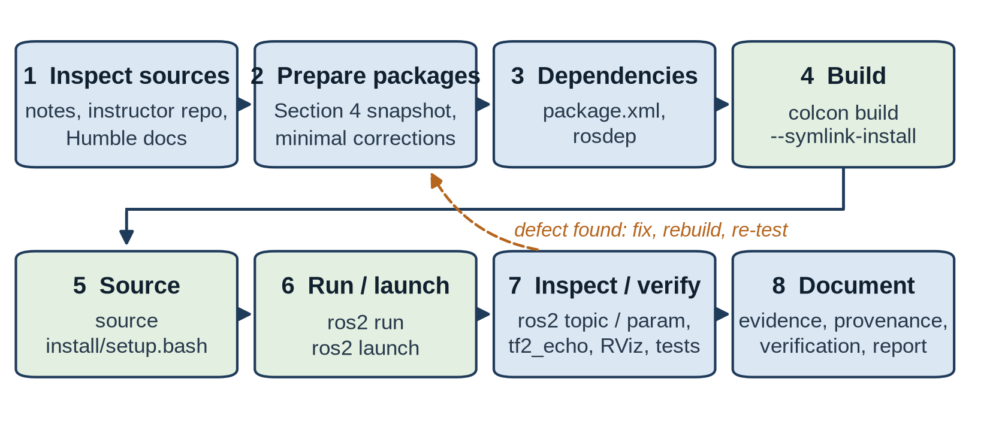 1 Inspect sources
notes, instructor repo,
Humble docs
2 Prepare packages
Section 4 snapshot,
minimal corrections
3 Dependencies
package.xml,
rosdep
4 Build
colcon build
--symlink-install
defect found: fix, rebuild, re-test
5 Source
source
install/setup.bash
6 Run / launch
ros2 run
ros2 launch
7 Inspect / verify
ros2 topic / param,
tf2_echo, RViz, tests
8 Document
evidence, provenance,
verification, report